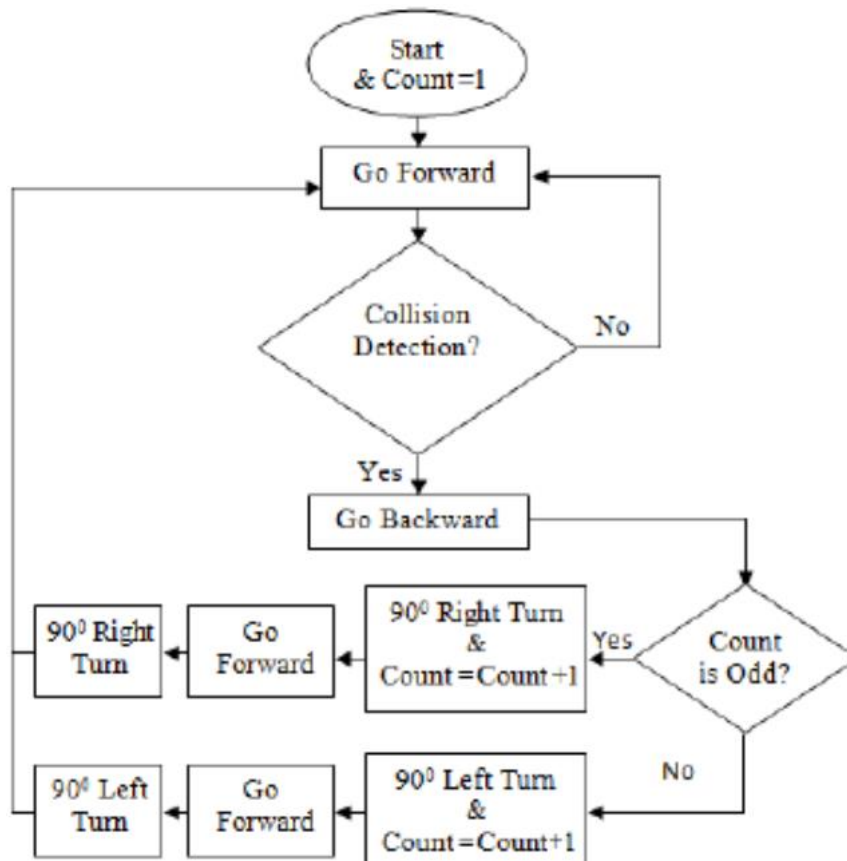 Start
& Count=1
Go Forward
Collision
Detection?
No
Yes
Go Backward
Count
is Odd?
Yes
90⁰ Right Turn
&
Count=Count+1
Go
Forward
90⁰ Right
Turn
No
90⁰ Left Turn
&
Count=Count+1
Go
Forward
90⁰ Left
Turn